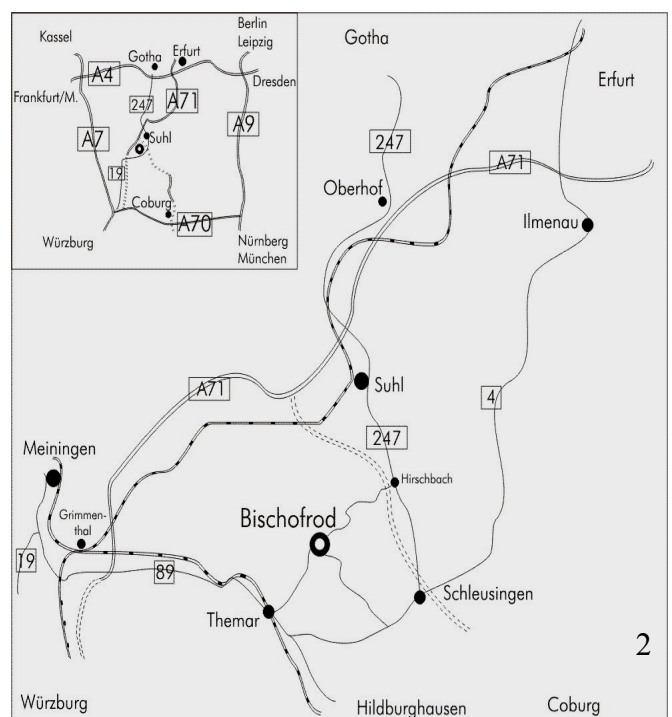 Kassel
Gotha
Erfurt
Berlin
Leipzig
A4
Dresden
Frankfurt/M.
247
A71
A7
A9
Suhl
19
Coburg
A70
Würzburg
Nürnberg
München
Gotha
Erfurt
247
A71
Oberhof
Ilmenau
A71
Suhl
4
247
Meiningen
Hirschbach
Grimmen-
thal
Bischofrod
19
89
Schleusingen
Themar
2
Würzburg
Hildburghausen
Coburg